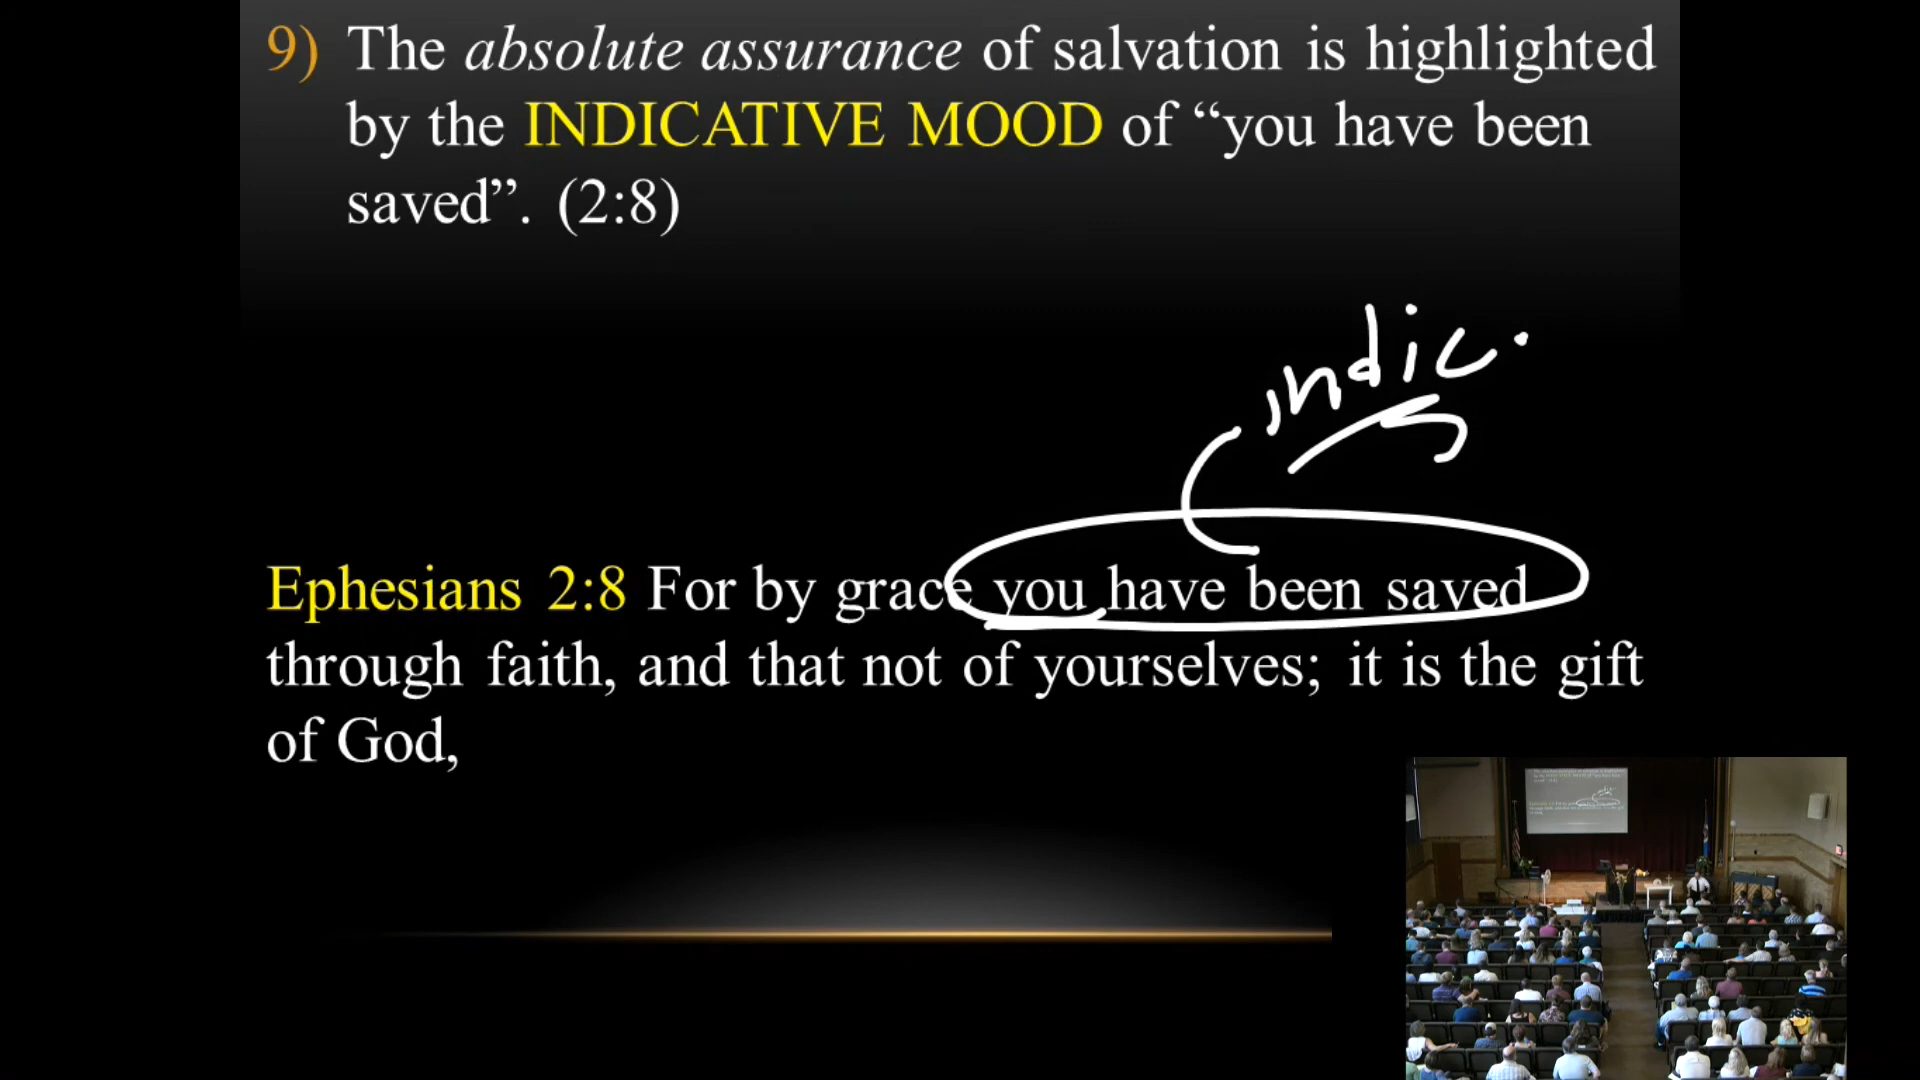 9) The absolute assurance of salvation is highlighted
by the INDICATIVE MOOD of “you have been
saved”. (2:8)
indic.
Ephesians 2:8 For by grace you have been saved
through faith, and that not of yourselves; it is the gift
of God,